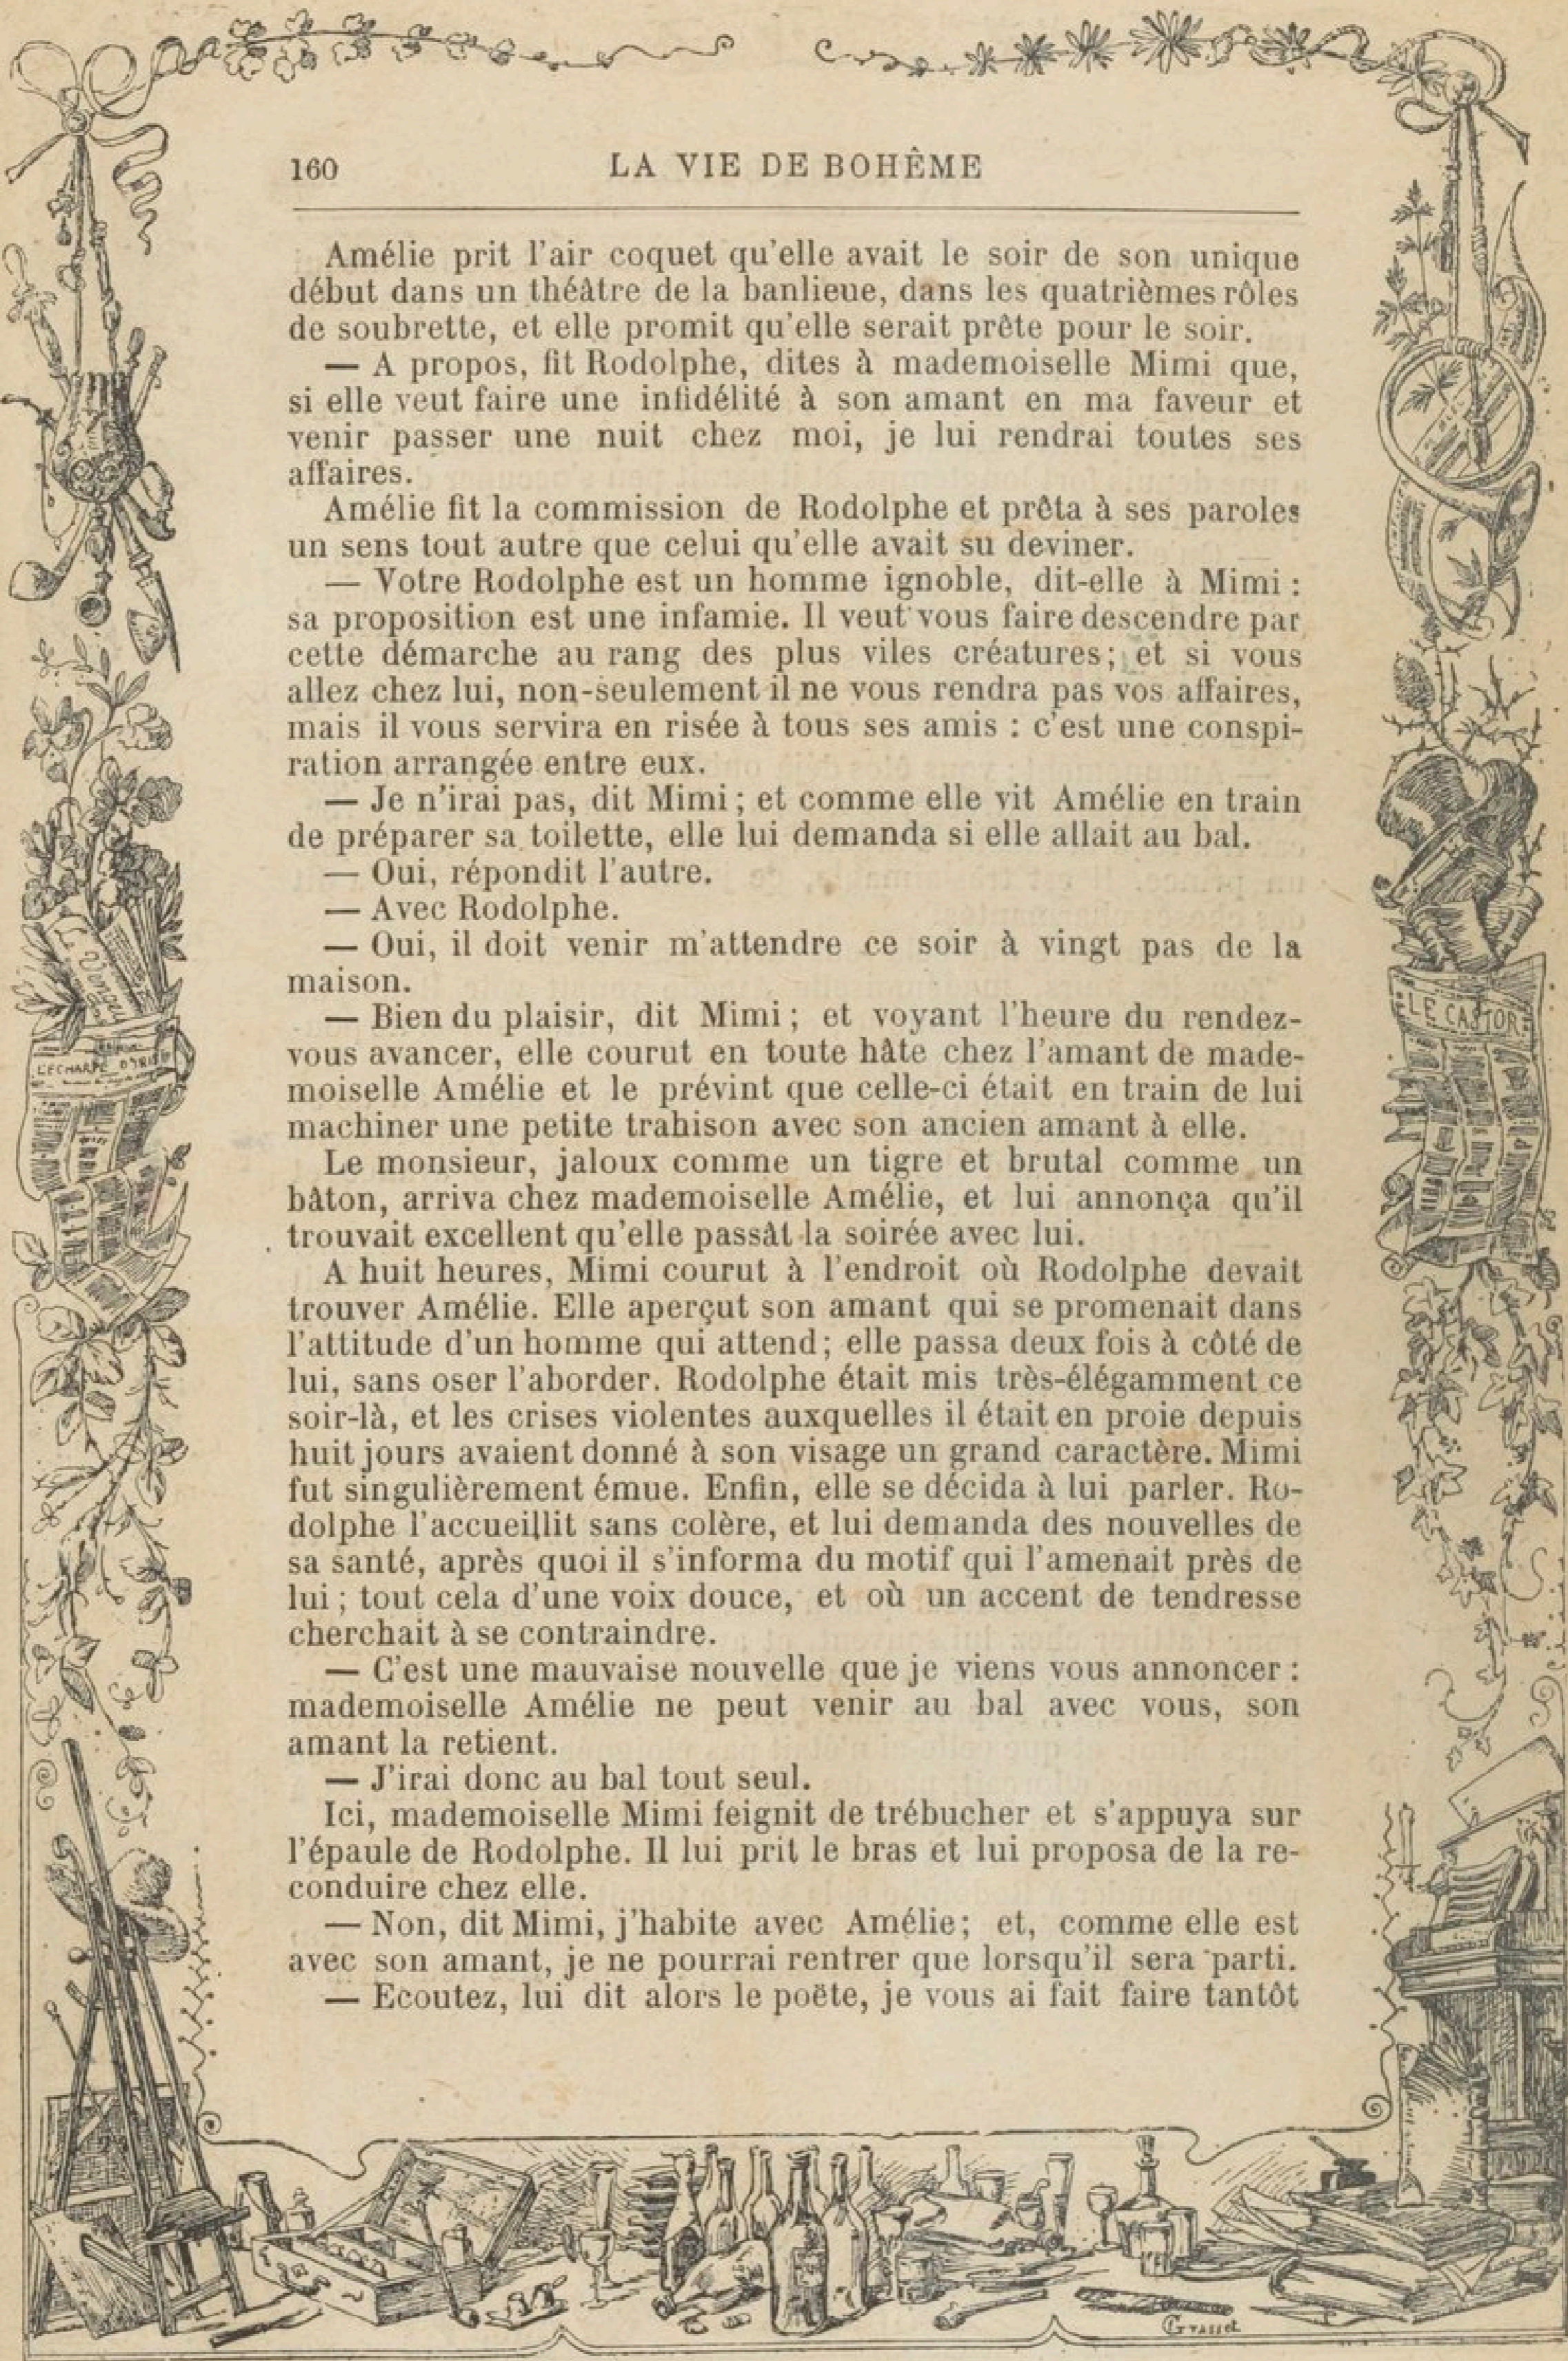 160 LA VIE DE BOHÊME
Amélie prit l'air coquet qu'elle avait le soir de son unique
début dans un théâtre de la banlieue, dans les quatrièmes rôles
de soubrette, et elle promit qu'elle serait prête pour le soir.
— A propos, fit Rodolphe, dites à mademoiselle Mimi que,
si elle veut faire une infidélité à son amant en ma faveur et
venir passer une nuit chez moi, je lui rendrai toutes ses
affaires.
Amélie fit la commission de Rodolphe et prêta à ses paroles
un sens tout autre que celui qu'elle avait su deviner.
— Votre Rodolphe est un homme ignoble, dit-elle à Mimi :
sa proposition est une infamie. Il veut vous faire descendre par
cette démarche au rang des plus viles créatures; et si vous
allez chez lui, non-seulement il ne vous rendra pas vos affaires,
mais il vous servira en risée à tous ses amis : c'est une conspi-
ration arrangée entre eux.
— Je n'irai pas, dit Mimi ; et comme elle vit Amélie en train
de préparer sa toilette, elle lui demanda si elle allait au bal.
— Oui, répondit l'autre.
— Avec Rodolphe.
— Oui, il doit venir m'attendre ce soir à vingt pas de la
maison.
— Bien du plaisir, dit Mimi ; et voyant l'heure du rendez-
vous avancer, elle courut en toute hâte chez l'amant de made-
moiselle Amélie et le prévint que celle-ci était en train de lui
machiner une petite trahison avec son ancien amant à elle.
Le monsieur, jaloux comme un tigre et brutal comme un
bâton, arriva chez mademoiselle Amélie, et lui annonça qu'il
trouvait excellent qu'elle passât la soirée avec lui.
A huit heures, Mimi courut à l'endroit où Rodolphe devait
trouver Amélie. Elle aperçut son amant qui se promenait dans
l'attitude d'un homme qui attend; elle passa deux fois à côté de
lui, sans oser l'aborder. Rodolphe était mis très-élégamment ce
soir-là, et les crises violentes auxquelles il était en proie depuis
huit jours avaient donné à son visage un grand caractère. Mimi
fut singulièrement émue. Enfin, elle se décida à lui parler. Ro-
dolphe l'accueillit sans colère, et lui demanda des nouvelles de
sa santé, après quoi il s'informa du motif qui l'amenait près de
lui ; tout cela d'une voix douce, et où un accent de tendresse
cherchait à se contraindre.
— C'est une mauvaise nouvelle que je viens vous annoncer :
mademoiselle Amélie ne peut venir au bal avec vous, son
amant la retient.
— J'irai donc au bal tout seul.
Ici, mademoiselle Mimi feignit de trébucher et s'appuya sur
l'épaule de Rodolphe. Il lui prit le bras et lui proposa de la re-
conduire chez elle.
— Non, dit Mimi, j'habite avec Amélie; et, comme elle est
avec son amant, je ne pourrai rentrer que lorsqu'il sera parti.
— Ecoutez, lui dit alors le poëte, je vous ai fait faire tantôt
L'ECHARPE D'IRIS
LE CASTOR
Grasset